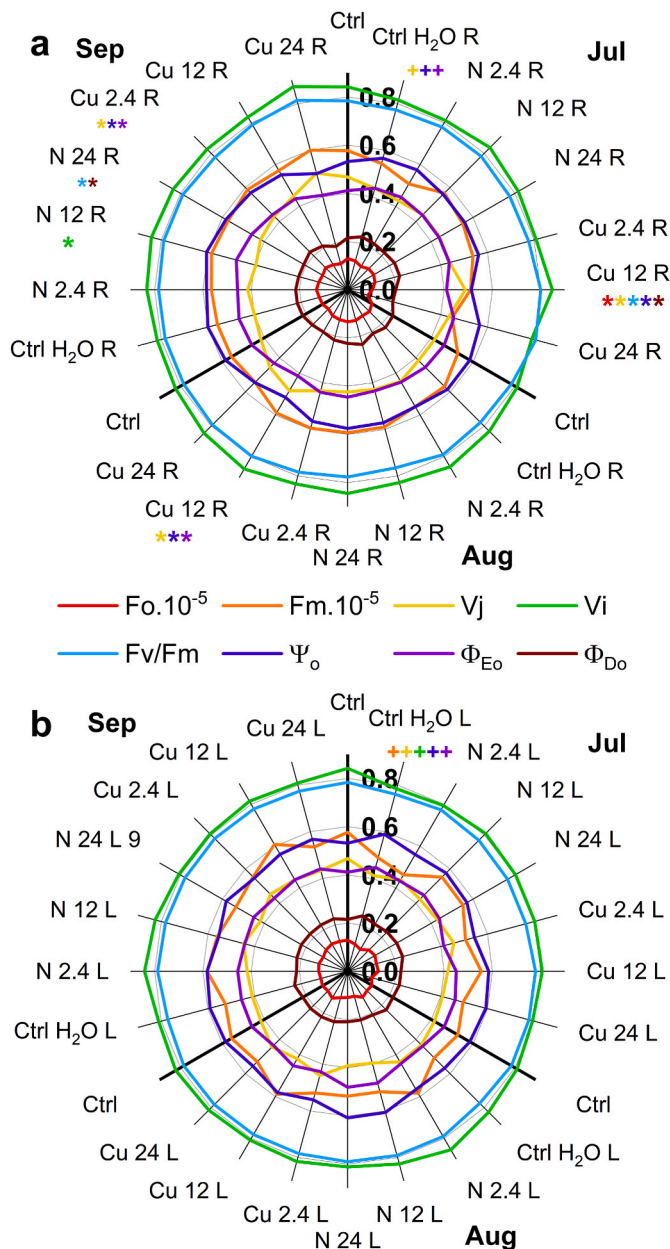 a
Sep
Jul
Ctrl
Ctrl H₂O R
+++
N 2.4 R
N 12 R
N 24 R
Cu 2.4 R
Cu 12 R
*****
Cu 24 R
Ctrl
Ctrl H₂O R
N 2.4 R
Aug
N 12 R
N 24 R
Cu 2.4 R
Cu 12 R
***
Cu 24 R
Ctrl
Ctrl H₂O R
N 2.4 R
N 12 R
*
N 24 R
**
Cu 2.4 R
***
Cu 12 R
Cu 24 R
0.8
0.6
0.4
0.2
0.0
Fo.10⁻⁵ Fm.10⁻⁵ Vj Vi
Fv/Fm Ψo ΦEo ΦDo
b
Sep
Jul
Ctrl
Ctrl H₂O L
+++++
N 2.4 L
N 12 L
N 24 L
Cu 2.4 L
Cu 12 L
Cu 24 L
Ctrl
Ctrl H₂O L
N 2.4 L
Aug
N 12 L
N 24 L
Cu 2.4 L
Cu 12 L
Cu 24 L
Ctrl
Ctrl H₂O L
N 2.4 L
N 12 L
N 24 L 9
Cu 2.4 L
Cu 12 L
Cu 24 L
0.8
0.6
0.4
0.2
0.0